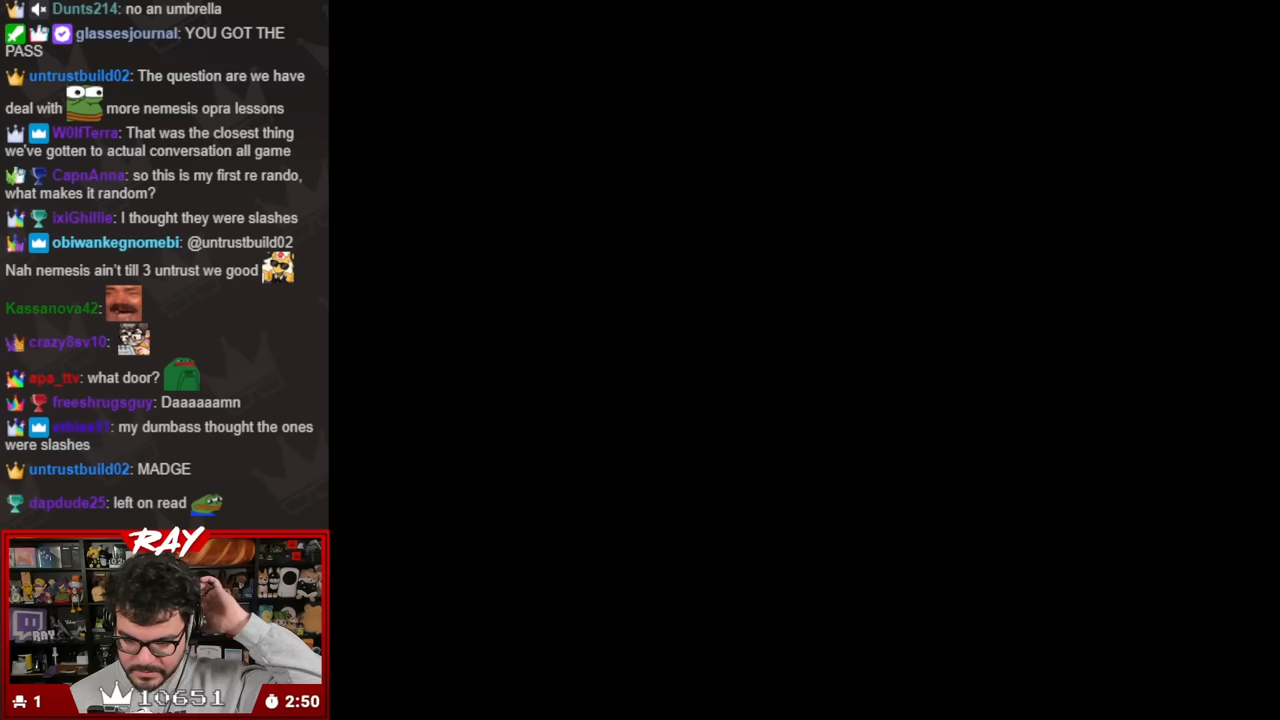 Dunts214: no an umbrella
glassesjournal: YOU GOT THE
PASS
untrustbuild02: The question are we have
deal with more nemesis opra lessons
W0lfTerra: That was the closest thing
we've gotten to actual conversation all game
CapnAnna: so this is my first re rando,
what makes it random?
ixiGhillie: I thought they were slashes
obiwankegnomebi: @untrustbuild02
Nah nemesis ain't till 3 untrust we good
Kassanova42:
crazy8sv10:
apa_ttv: what door?
freeshrugsguy: Daaaaaamn
my dumbass thought the ones
were slashes
untrustbuild02: MADGE
dapdude25: left on read
RAY
RAY
1 10651 2:50